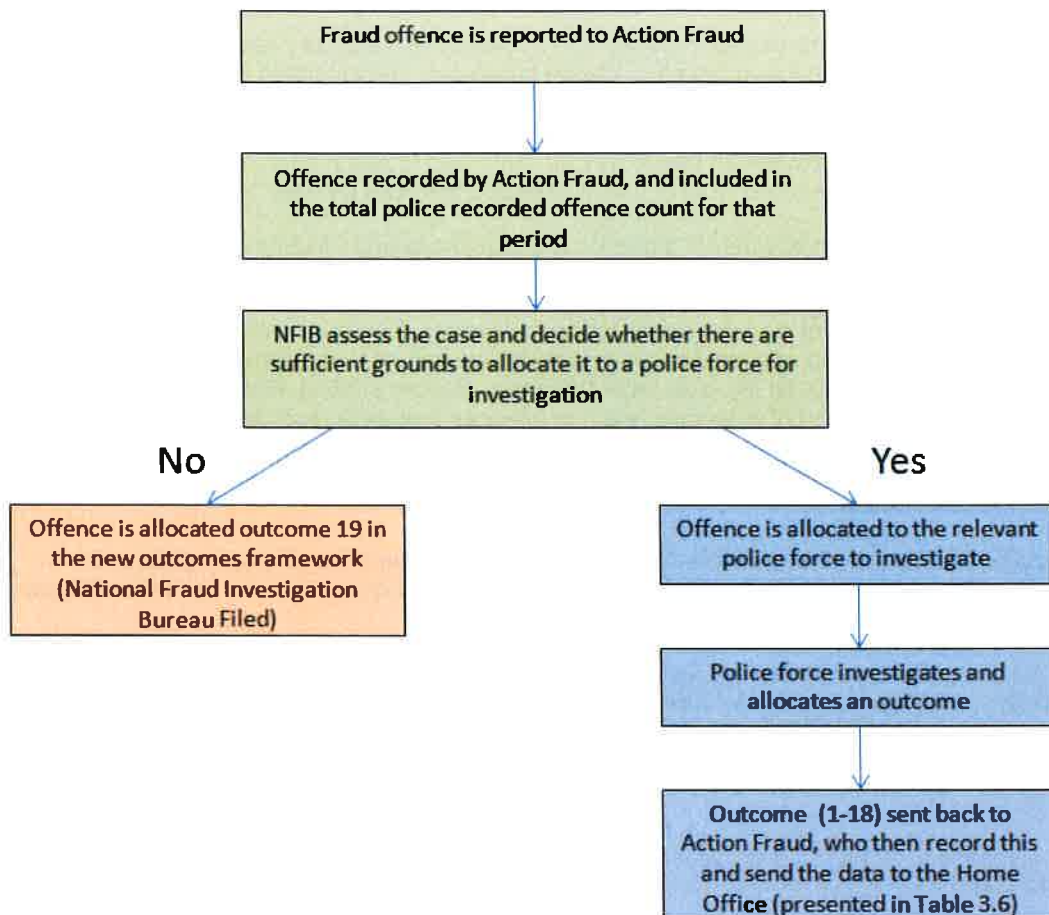 Fraud offence is reported to Action Fraud
Offence recorded by Action Fraud, and included in
the total police recorded offence count for that
period
NFIB assess the case and decide whether there are
sufficient grounds to allocate it to a police force for
investigation
No
Yes
Offence is allocated outcome 19 in
the new outcomes framework
(National Fraud Investigation
Bureau Filed)
Offence is allocated to the relevant
police force to investigate
Police force investigates and
allocates an outcome
Outcome (1-18) sent back to
Action Fraud, who then record this
and send the data to the Home
Office (presented in Table 3.6)